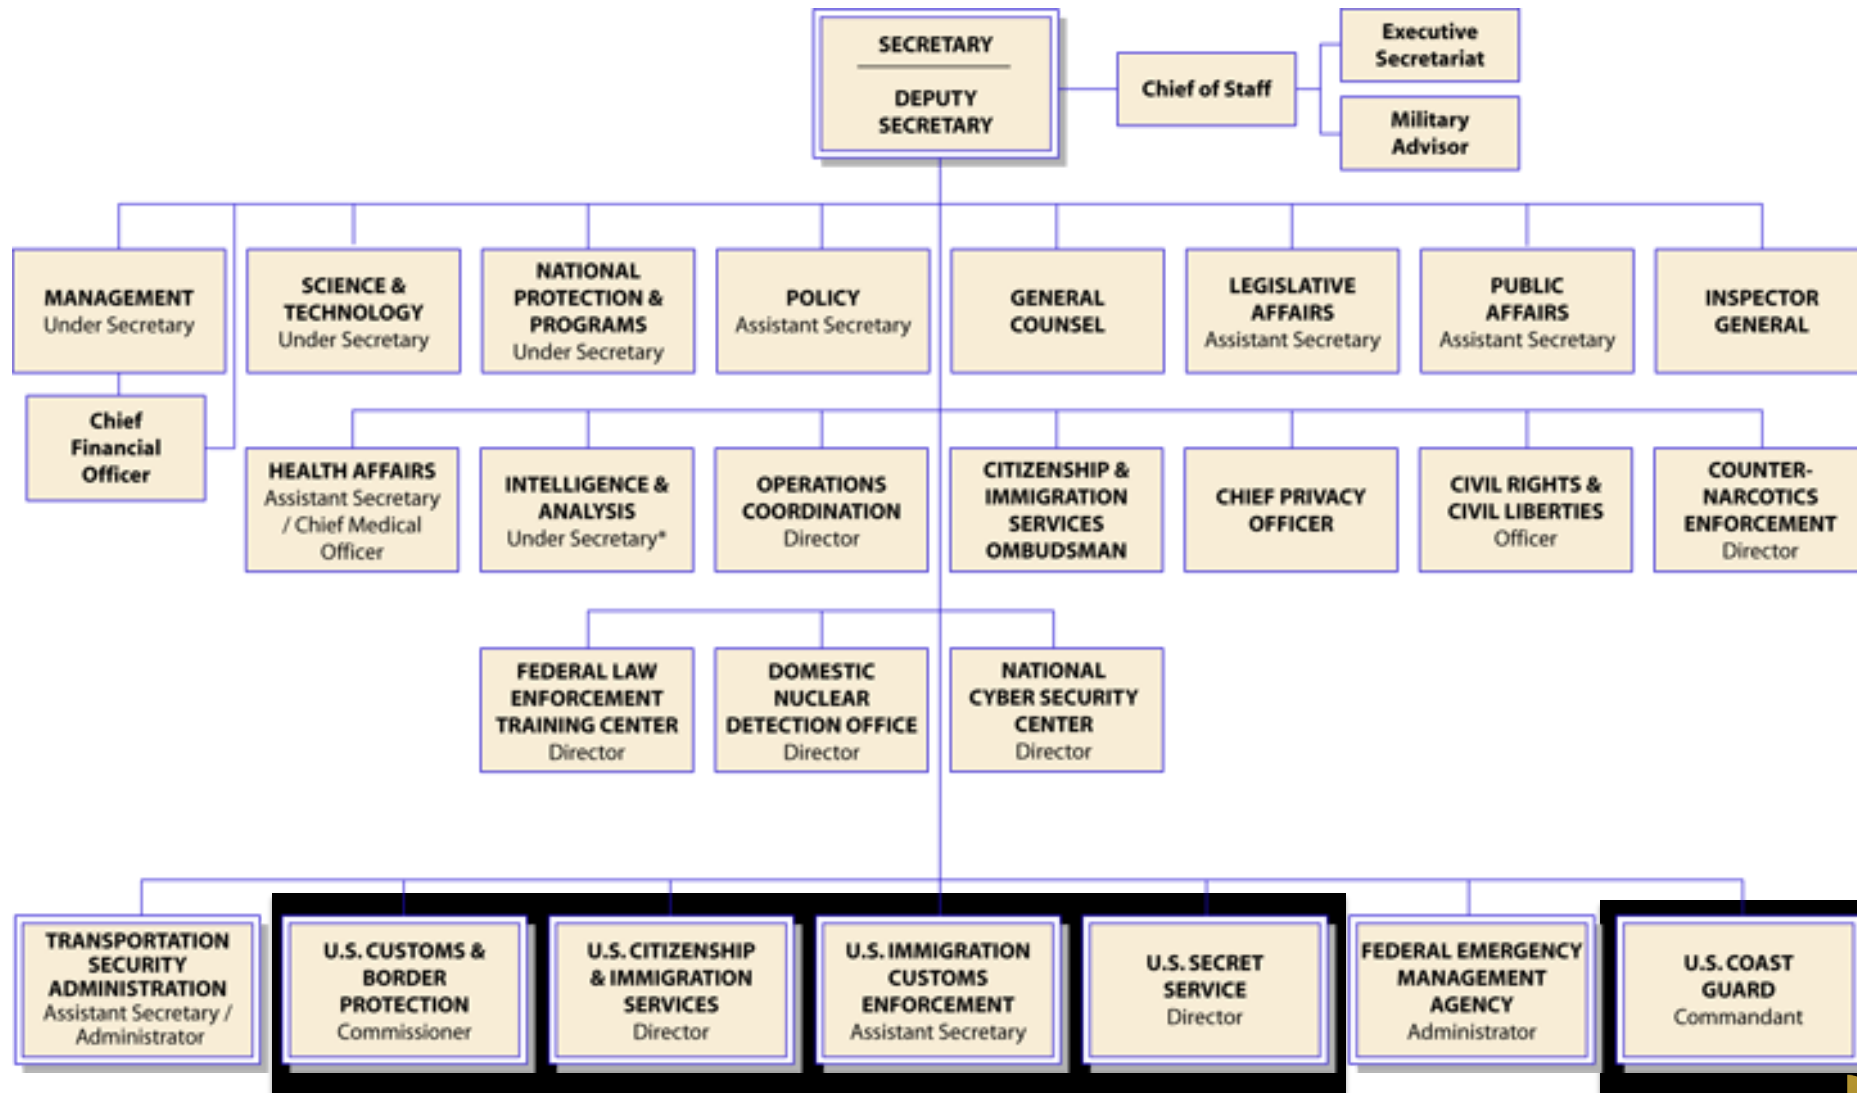 SECRETARY
DEPUTY
SECRETARY
Chief of Staff
Executive
Secretariat
Military
Advisor
MANAGEMENT
Under Secretary
SCIENCE &
TECHNOLOGY
Under Secretary
NATIONAL
PROTECTION &
PROGRAMS
Under Secretary
POLICY
Assistant Secretary
GENERAL
COUNSEL
LEGISLATIVE
AFFAIRS
Assistant Secretary
PUBLIC
AFFAIRS
Assistant Secretary
INSPECTOR
GENERAL
Chief
Financial
Officer
HEALTH AFFAIRS
Assistant Secretary
/ Chief Medical
Officer
INTELLIGENCE &
ANALYSIS
Under Secretary*
OPERATIONS
COORDINATION
Director
CITIZENSHIP &
IMMIGRATION
SERVICES
OMBUDSMAN
CHIEF PRIVACY
OFFICER
CIVIL RIGHTS &
CIVIL LIBERTIES
Officer
COUNTER-
NARCOTICS
ENFORCEMENT
Director
FEDERAL LAW
ENFORCEMENT
TRAINING CENTER
Director
DOMESTIC
NUCLEAR
DETECTION OFFICE
Director
NATIONAL
CYBER SECURITY
CENTER
Director
TRANSPORTATION
SECURITY
ADMINISTRATION
Assistant Secretary /
Administrator
U.S. CUSTOMS &
BORDER
PROTECTION
Commissioner
U.S. CITIZENSHIP
& IMMIGRATION
SERVICES
Director
U.S. IMMIGRATION
CUSTOMS
ENFORCEMENT
Assistant Secretary
U.S. SECRET
SERVICE
Director
FEDERAL EMERGENCY
MANAGEMENT
AGENCY
Administrator
U.S. COAST
GUARD
Commandant